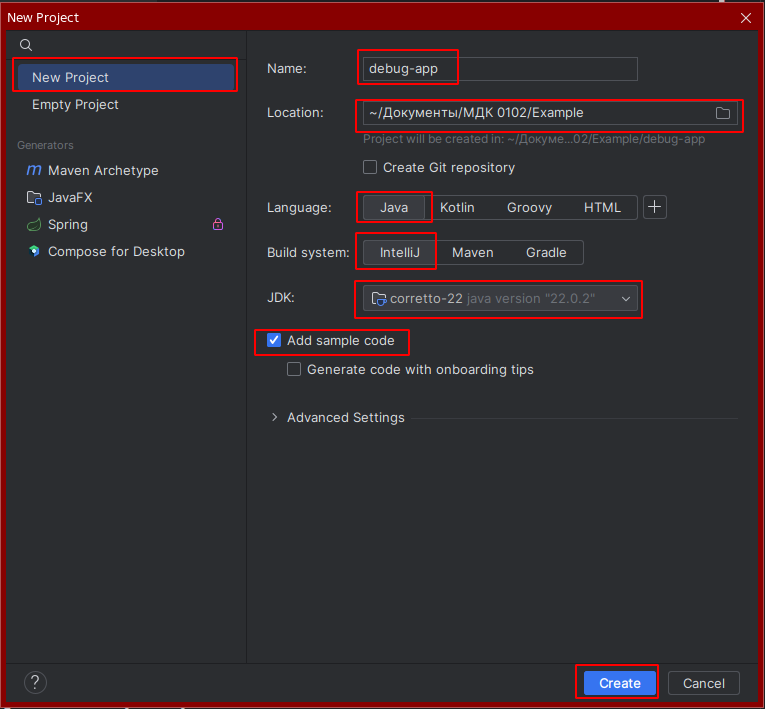 New Project
New Project
Empty Project
Generators
Maven Archetype
JavaFX
Spring
Compose for Desktop
Name: debug-app
Location: ~/Документы/МДК 0102/Example
Project will be created in: ~/Докуме...02/Example/debug-app
Create Git repository
Language: Java Kotlin Groovy HTML
Build system: IntelliJ Maven Gradle
JDK: corretto-22 java version "22.0.2"
Add sample code
Generate code with onboarding tips
Advanced Settings
? Create Cancel